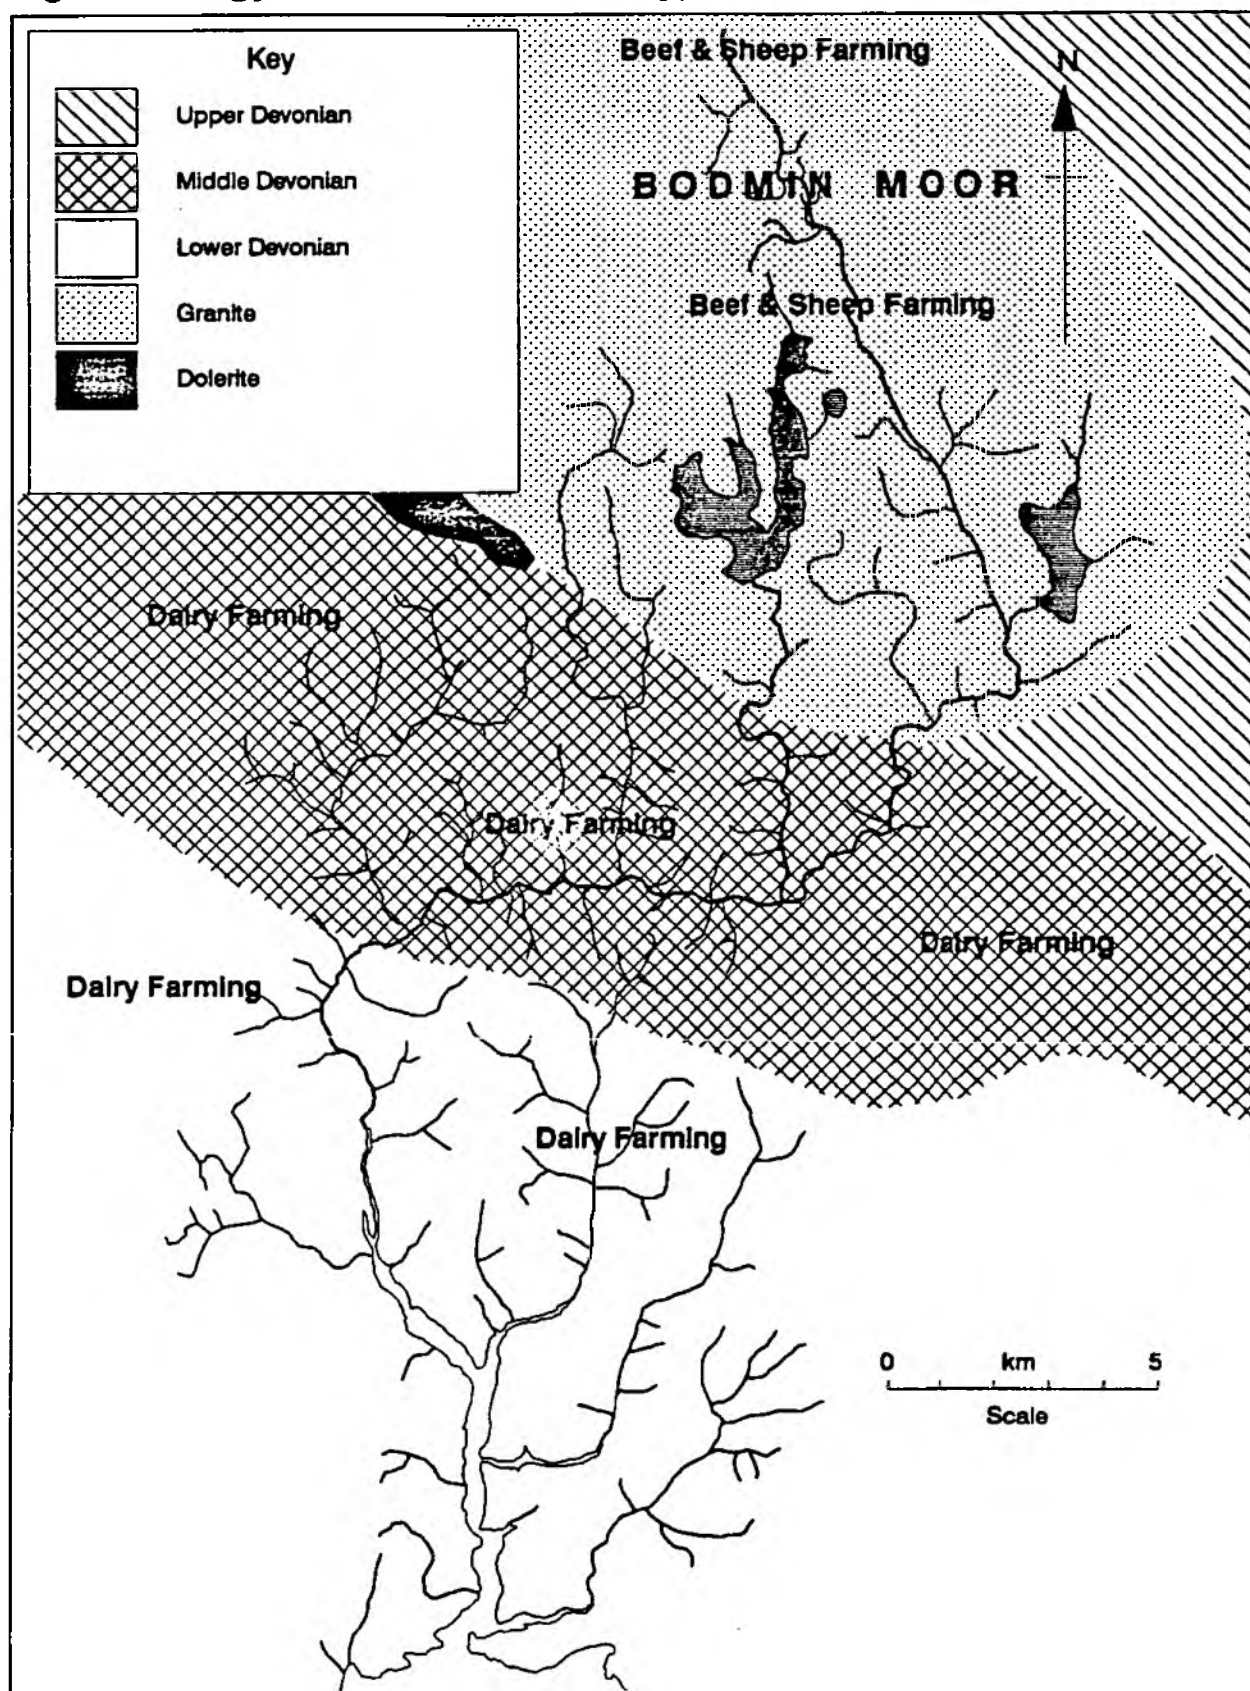 Key
Upper Devonian
Middle Devonian
Lower Devonian
Granite
Dolerite
Beef & Sheep Farming
N
BODMIN MOOR
Beef & Sheep Farming
Dairy Farming
Dairy Farming
Dairy Farming
Dairy Farming
Dairy Farming
0 km 5
Scale